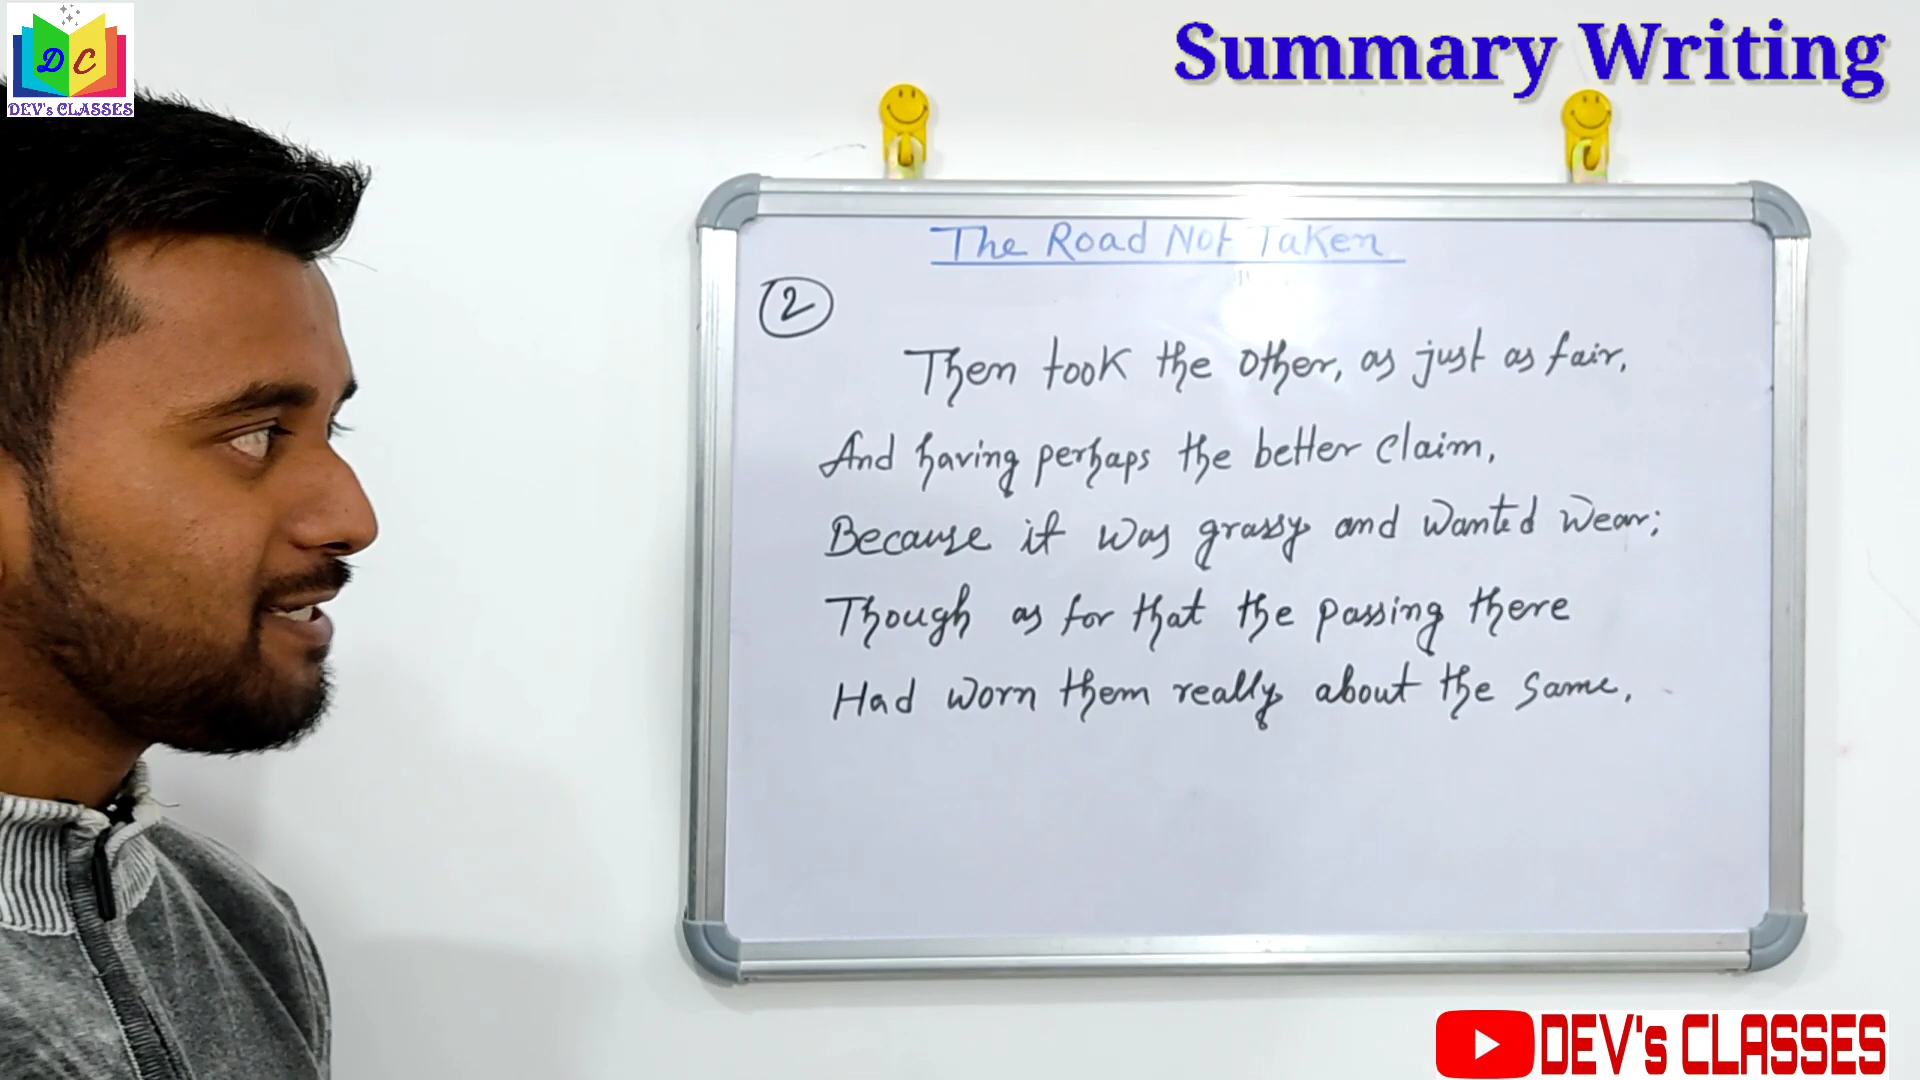 DC
DEV's CLASSES
Summary Writing
The Road Not Taken
2
Then took the other, as just as fair,
And having perhaps the better claim,
Because it was grassy and wanted wear;
Though as for that the passing there
Had worn them really about the same,
DEV's CLASSES